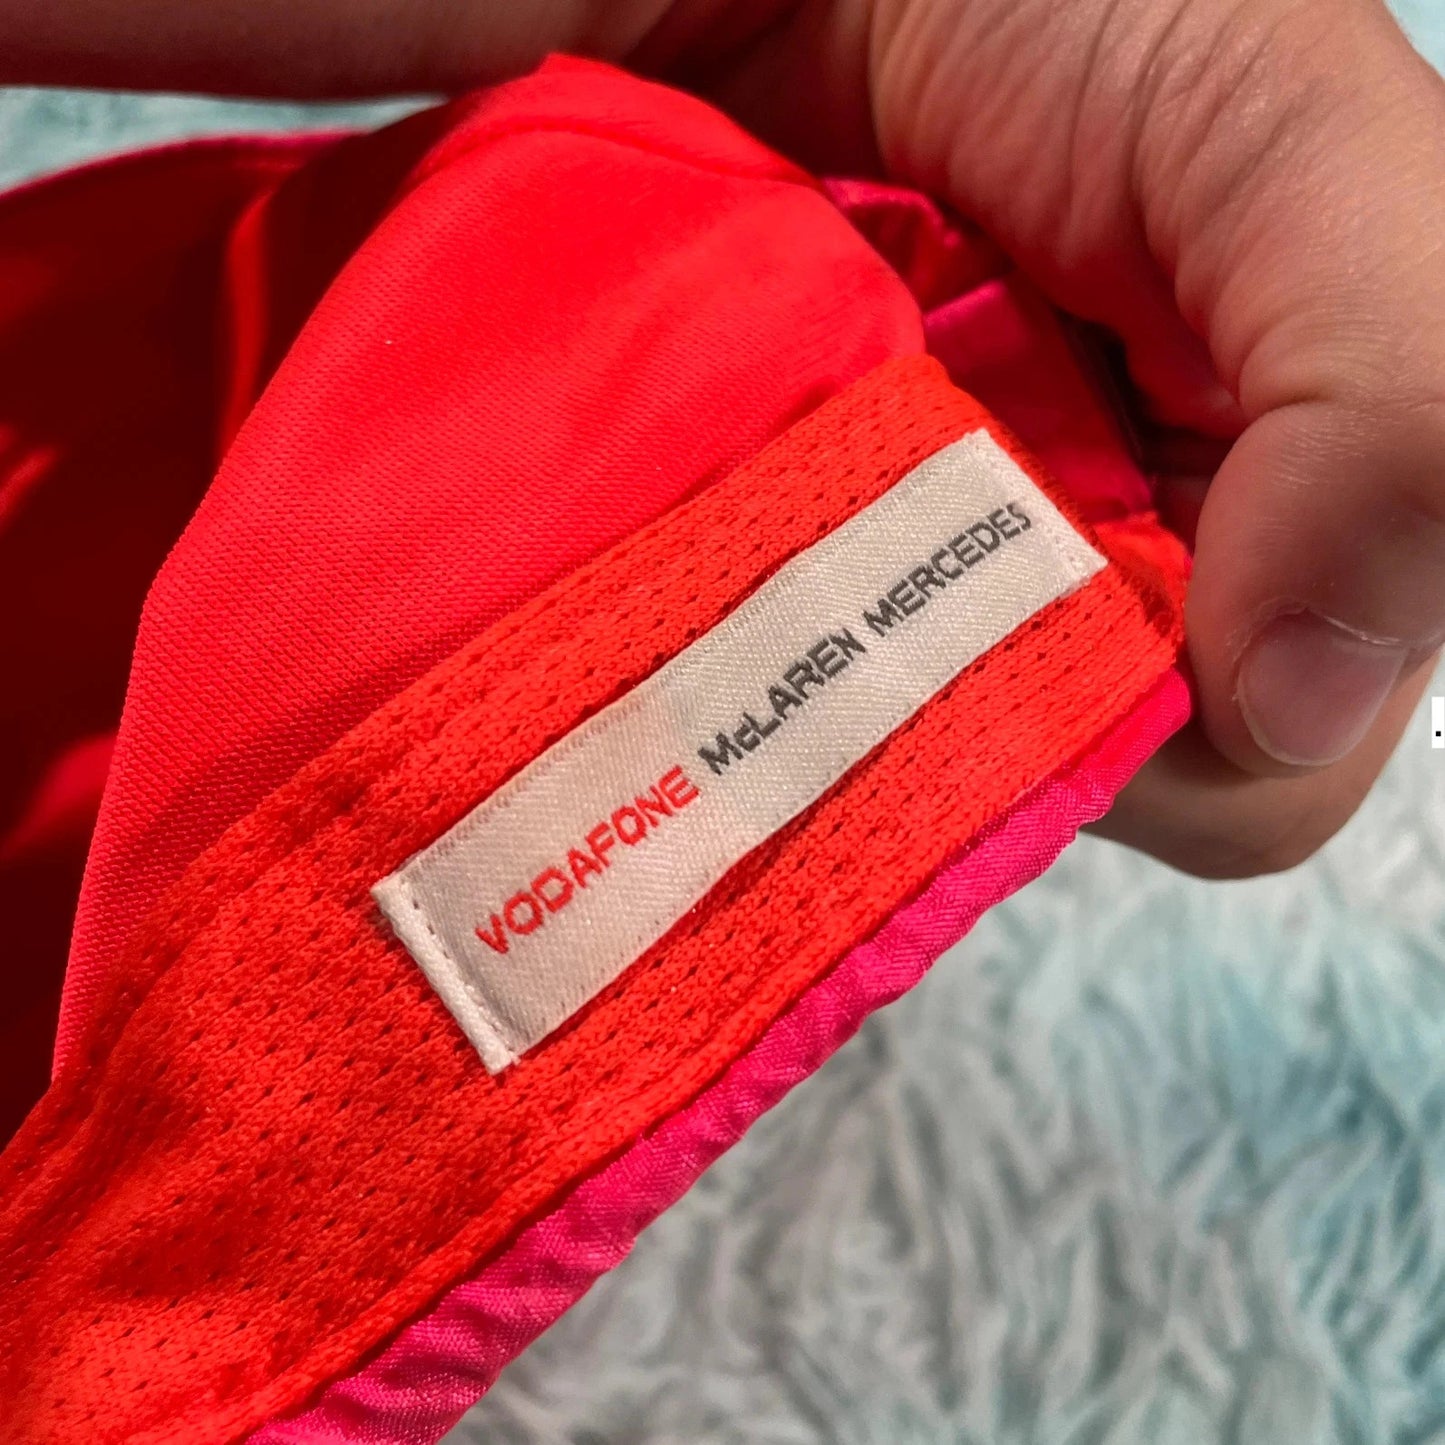 VODAFONE McLAREN MERCEDES
.